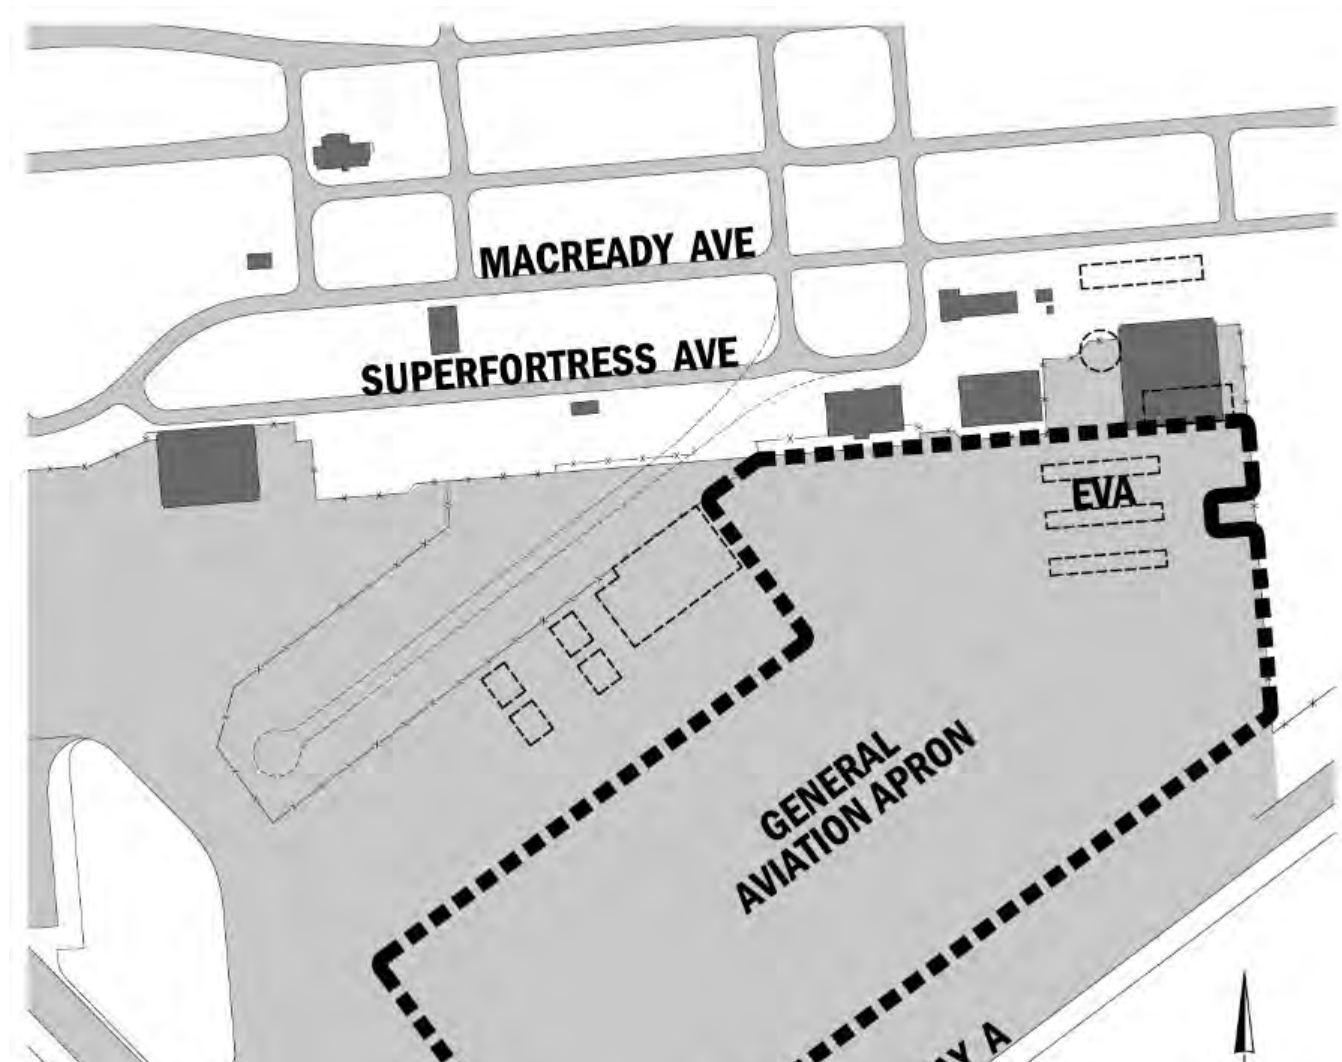 MACREADY AVE
SUPERFORTRESS AVE
EVA
GENERAL
AVIATION APRON
A